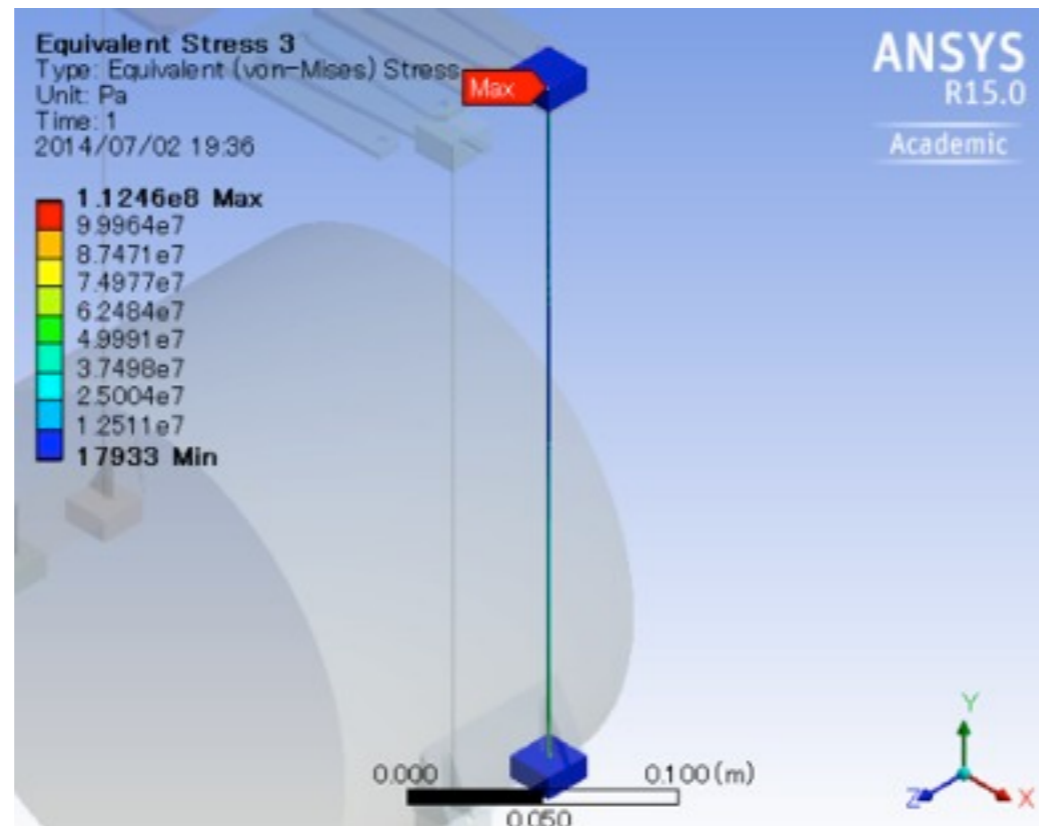 Equivalent Stress 3
Type: Equivalent (von-Mises) Stress
Unit: Pa
Time: 1
2014/07/02 19:36
1.1246e8 Max
9.9964e7
8.7471e7
7.4977e7
6.2484e7
4.9991e7
3.7498e7
2.5004e7
1.2511e7
17933 Min
Max
ANSYS
R15.0
Academic
0.000
0.100 (m)
0.050
Y
Z
X